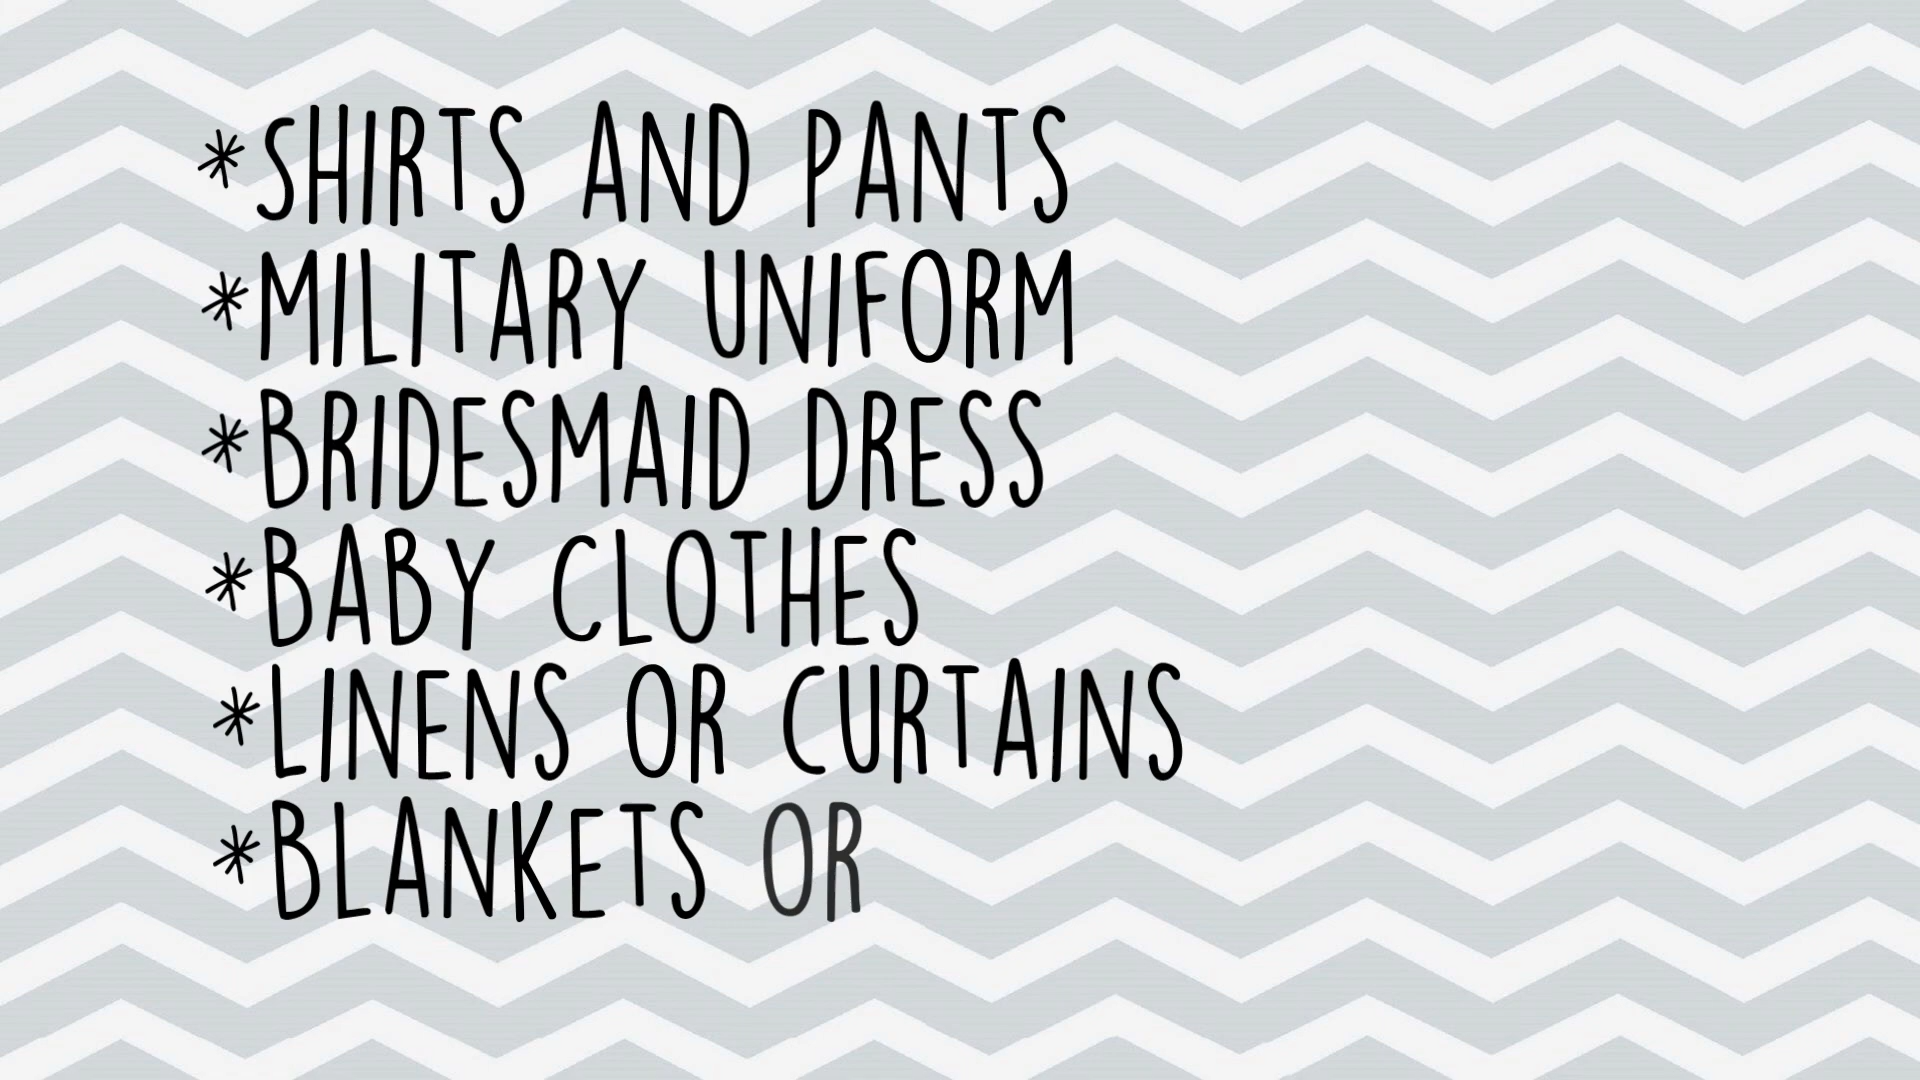 *SHIRTS AND PANTS
*MILITARY UNIFORM
*BRIDESMAID DRESS
*BABY CLOTHES
*LINENS OR CURTAINS
*BLANKETS OR